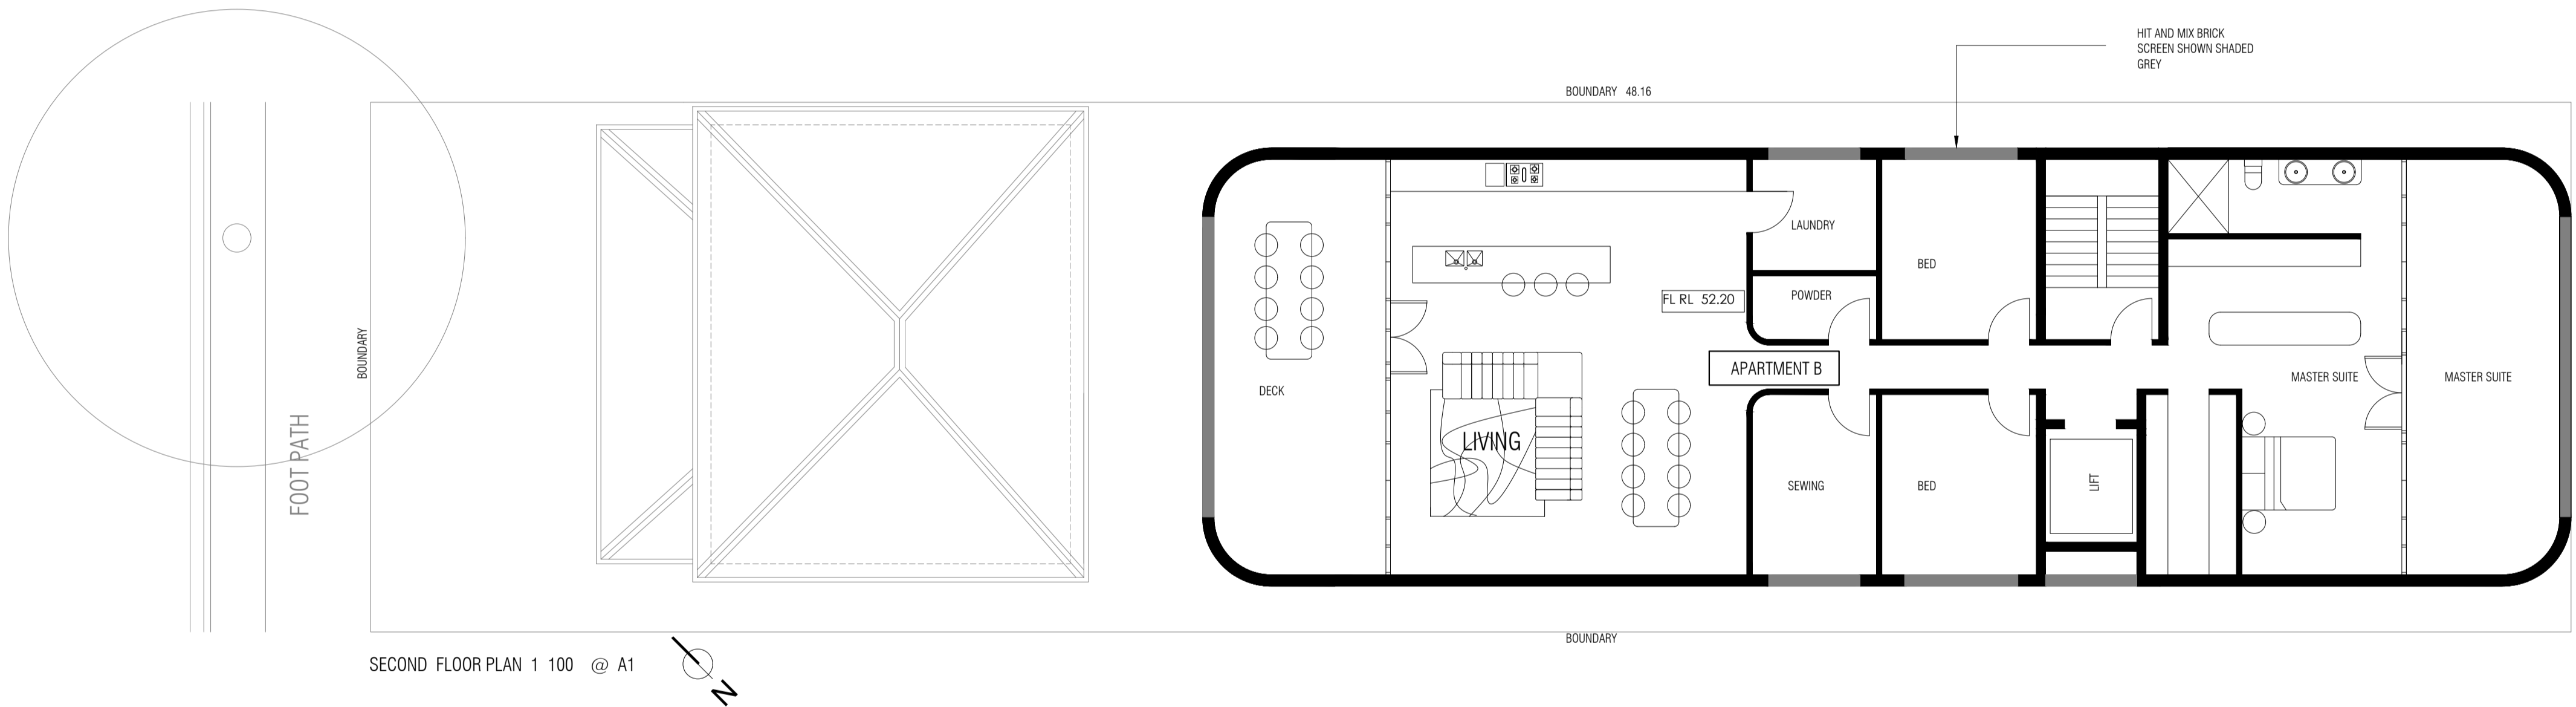 HIT AND MIX BRICK
SCREEN SHOWN SHADED
GREY
BOUNDARY 48.16
LAUNDRY
BED
POWDER
FL RL 52.20
BOUNDARY
APARTMENT B
DECK
MASTER SUITE
MASTER SUITE
FOOT PATH
LIVING
SEWING
BED
LIFT
BOUNDARY
SECOND FLOOR PLAN 1 100 @ A1
N